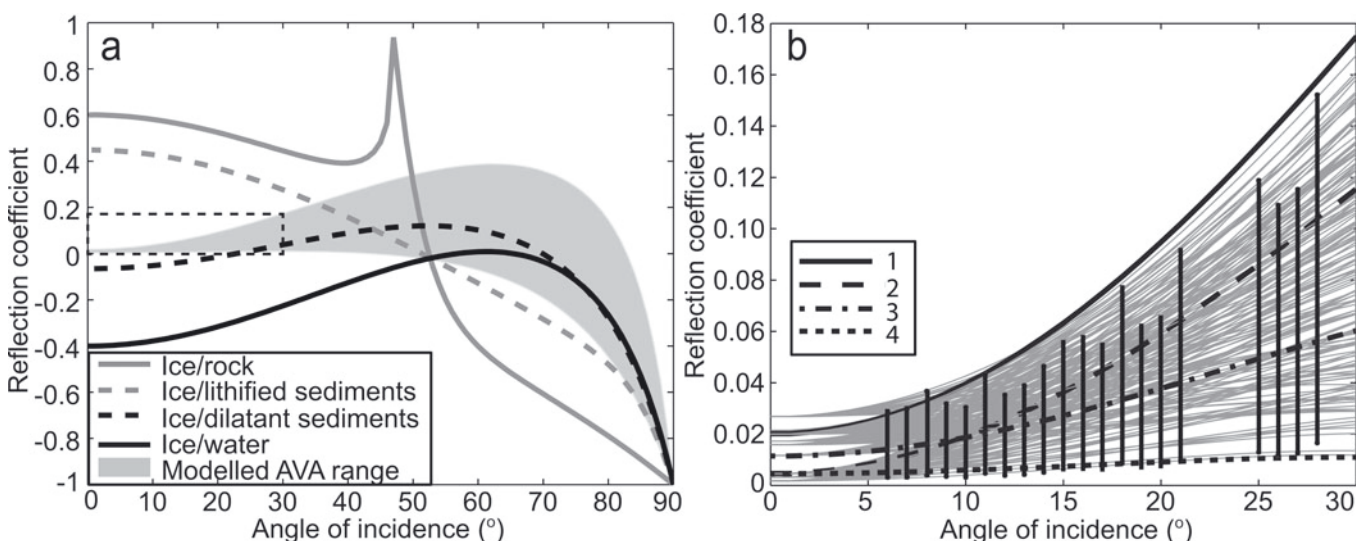 a
1
0.8
0.6
0.4
0.2
0
-0.2
-0.4
-0.6
-0.8
-1
Reflection coefficient
Ice/rock
Ice/lithified sediments
Ice/dilatant sediments
Ice/water
Modelled AVA range
0 10 20 30 40 50 60 70 80 90
Angle of incidence (º)
b
0.18
0.16
0.14
0.12
0.10
0.08
0.06
0.04
0.02
0
Reflection coefficient
1
2
3
4
0 5 10 15 20 25 30
Angle of incidence (º)